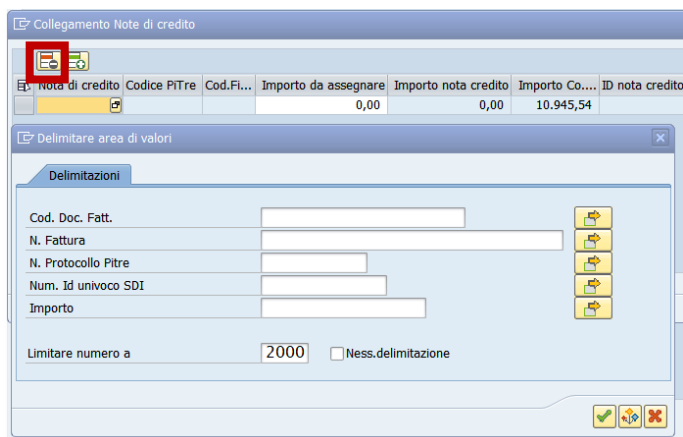 Collegamento Note di credito
Nota di credito Codice PiTre Cod.Fi... Importo da assegnare Importo nota credito Importo Co.... ID nota credito
0,00 0,00 10.945,54
Delimitare area di valori
Delimitazioni
Cod. Doc. Fatt.
N. Fattura
N. Protocollo Pitre
Num. Id univoco SDI
Importo
Limitare numero a 2000 Ness.delimitazione